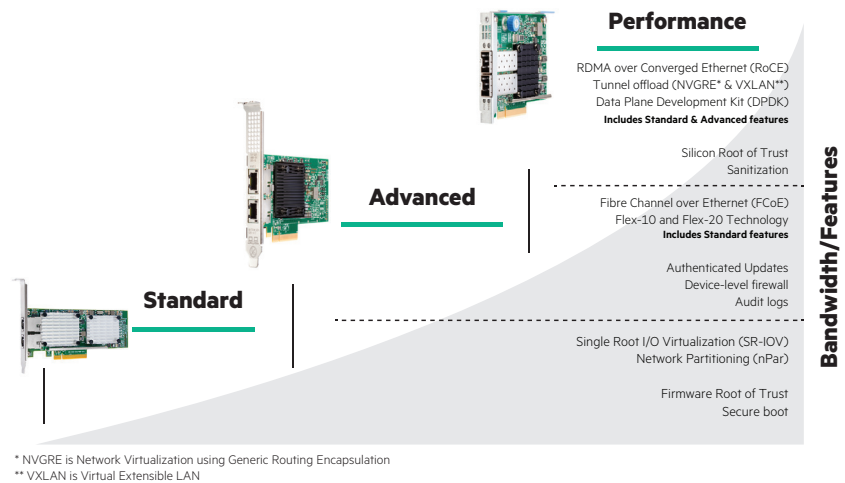 Performance
RDMA over Converged Ethernet (RoCE)
Tunnel offload (NVGRE* & VXLAN**)
Data Plane Development Kit (DPDK)
Includes Standard & Advanced features
Silicon Root of Trust
Sanitization
Advanced
Fibre Channel over Ethernet (FCoE)
Flex-10 and Flex-20 Technology
Includes Standard features
Authenticated Updates
Device-level firewall
Audit logs
Standard
Single Root I/O Virtualization (SR-IOV)
Network Partitioning (nPar)
Firmware Root of Trust
Secure boot
Bandwidth/Features
* NVGRE is Network Virtualization using Generic Routing Encapsulation
** VXLAN is Virtual Extensible LAN